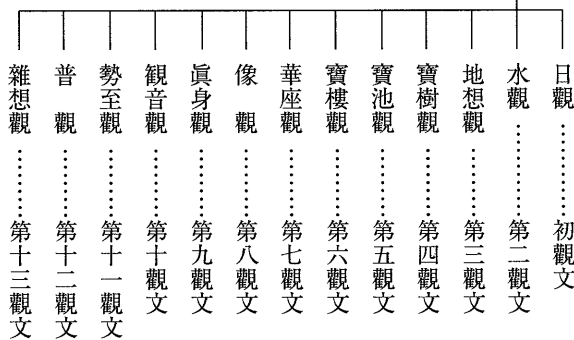 日觀⋯⋯⋯初觀文
水觀⋯⋯⋯第二觀文
地想觀⋯⋯⋯第三觀文
寶樹觀⋯⋯⋯第四觀文
寶池觀⋯⋯⋯第五觀文
寶樓觀⋯⋯⋯第六觀文
華座觀⋯⋯⋯第七觀文
像觀⋯⋯⋯第八觀文
眞身觀⋯⋯⋯第九觀文
観音觀⋯⋯⋯第十觀文
勢至觀⋯⋯⋯第十一觀文
普觀⋯⋯⋯第十二觀文
雜想觀⋯⋯⋯第十三觀文